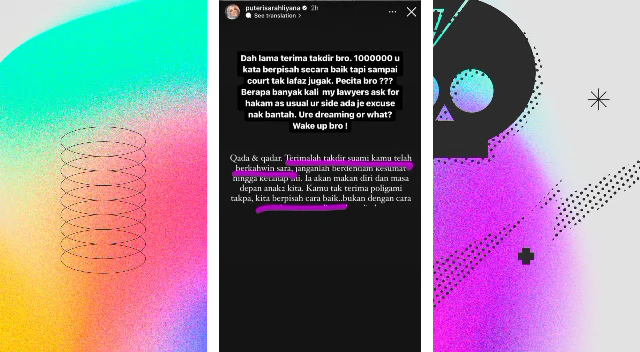 puterisarahliyana 2h
See translation >
Dah lama terima takdir bro. 1000000 u
kata berpisah secara baik tapi sampai
court tak lafaz jugak. Pecita bro ???
Berapa banyak kali my lawyers ask for
hakam as usual ur side ada je excuse
nak bantah. Ure dreaming or what?
Wake up bro !
Qada & qadar. Terimalah takdir suami kamu telah
berkahwin sara, janganlah berdendam kesumat
hingga ketahap ini. Ia akan makan diri dan masa
depan anak2 kita. Kamu tak terima poligami
takpa, kita berpisah cara baik..bukan dengan cara